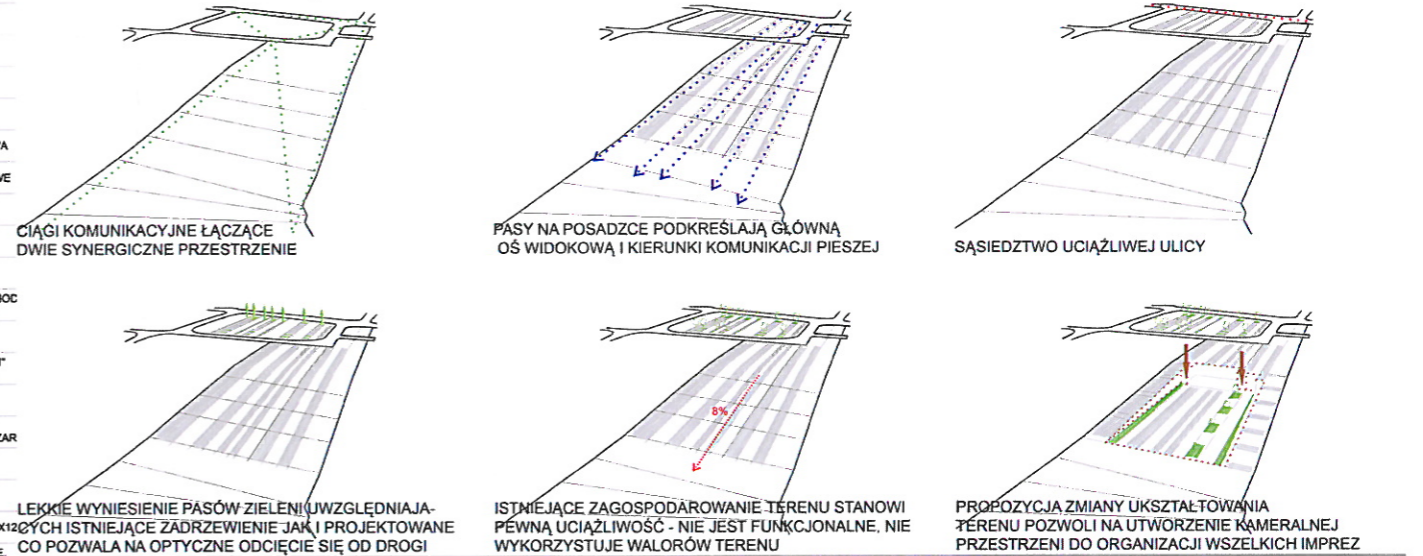 CIĄGI KOMUNIKACYJNE ŁĄCZĄCE
DWIE SYNERGICZNE PRZESTRZENIE
PASY NA POSADZCE PODKREŚLAJĄ GŁÓWNĄ
OŚ WIDOKOWĄ I KIERUNKI KOMUNIKACJI PIESZEJ
SĄSIEDZTWO UCIĄŻLIWEJ ULICY
LEKKIE WYNIESIENIE PASÓW ZIELENI UWZGLĘDNIAJA-
CYCH ISTNIEJĄCE ZADRZEWIENIE JAK I PROJEKTOWANE
CO POZWALA NA OPTYCZNE ODCIĘCIE SIĘ OD DROGI
8%
ISTNIEJĄCE ZAGOSPODAROWANIE TERENU STANOWI
PEWNĄ UCIĄŻLIWOŚĆ - NIE JEST FUNKCJONALNE, NIE
WYKORZYSTUJE WALORÓW TERENU
PROPOZYCJA ZMIANY UKSZTAŁTOWANIA
TERENU POZWOLI NA UTWORZENIE KAMERALNEJ
PRZESTRZENI DO ORGANIZACJI WSZELKICH IMPREZ